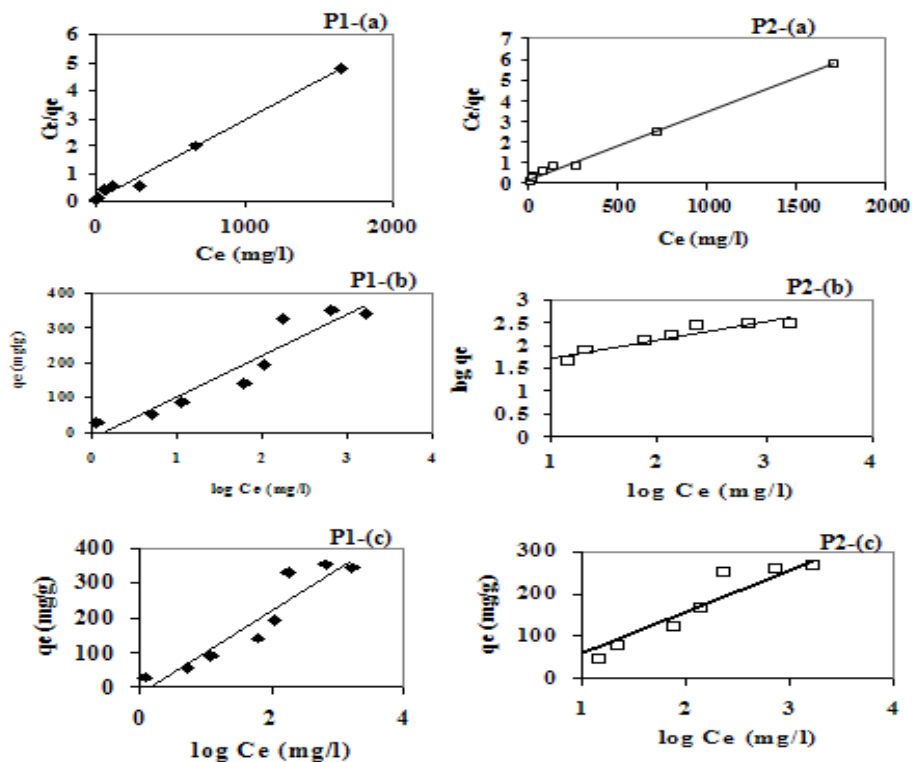 P1-(a)
6
5
4
3
2
1
0
Ce/qe
0 1000 2000
Ce (mg/l)
P2-(a)
7
6
5
4
3
2
1
0
Ce/qe
0 500 1000 1500 2000
Ce (mg/l)
P1-(b)
400
300
200
100
0
qe (mg/g)
0 1 2 3 4
log Ce (mg/l)
P2-(b)
3
2.5
2
1.5
1
0.5
0
log qe
1 2 3 4
log Ce (mg/l)
P1-(c)
400
300
200
100
0
qe (mg/g)
0 2 4
log Ce (mg/l)
P2-(c)
300
200
100
0
qe (mg/g)
1 2 3 4
log Ce (mg/l)